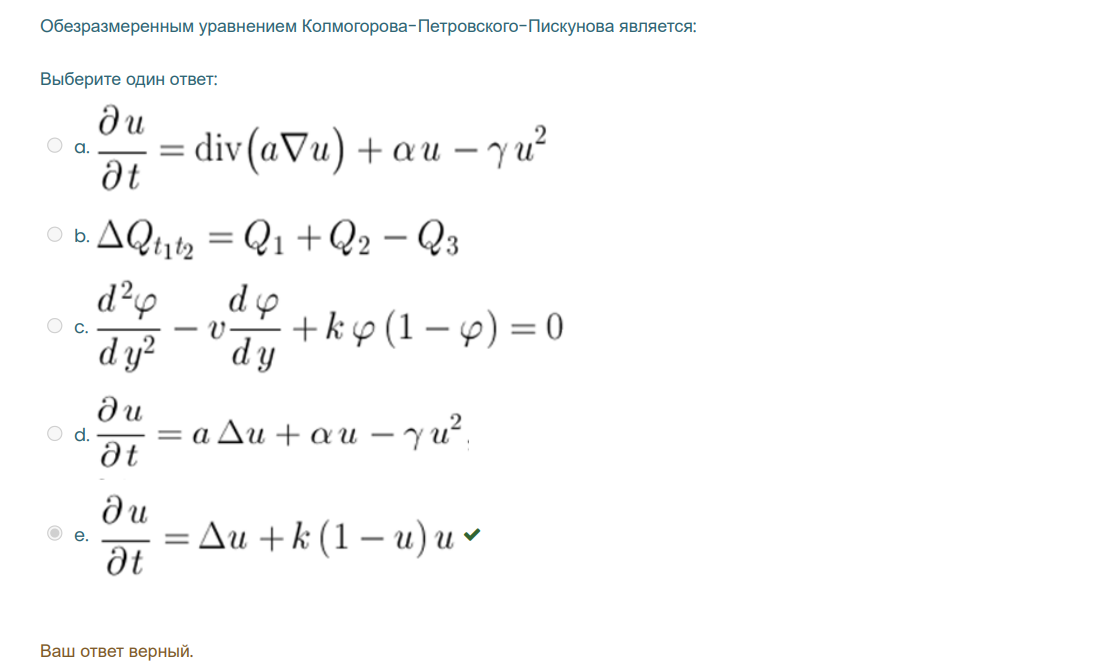 Обезразмеренным уравнением Колмогорова-Петровского-Пискунова является:
Выберите один ответ:
a. ∂u/∂t = div(a∇u) + αu − γu²
b. ΔQ_{t₁t₂} = Q₁ + Q₂ − Q₃
c. d²φ/dy² − v dφ/dy + kφ(1 − φ) = 0
d. ∂u/∂t = aΔu + αu − γu².
e. ∂u/∂t = Δu + k(1 − u)u ✔
Ваш ответ верный.